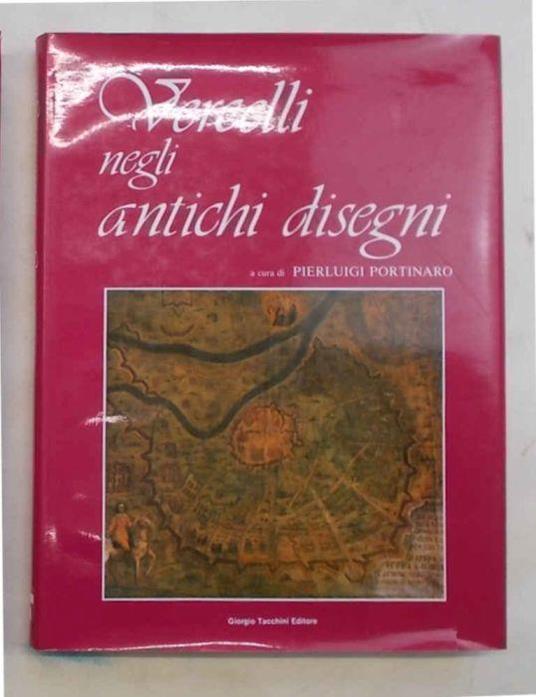 Vercelli
negli
antichi disegni
a cura di PIERLUIGI PORTINARO
Giorgio Tacchini Editore